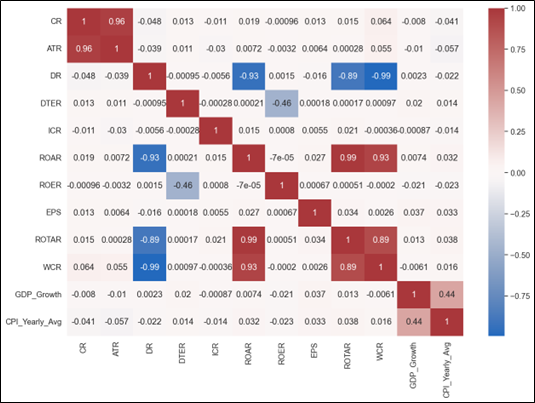 CR 1 0.96 -0.048 0.013 -0.011 0.019 -0.00096 0.013 0.015 0.064 -0.008 -0.041
ATR 0.96 1 -0.039 0.011 -0.03 0.0072 -0.0032 0.0064 0.00028 0.055 -0.01 -0.057
DR -0.048 -0.039 1 -0.00095 -0.0056 -0.93 0.0015 -0.016 -0.89 -0.99 0.0023 -0.022
DTER 0.013 0.011 -0.00095 1 -0.00028 0.00021 -0.46 0.00018 0.00017 0.00097 0.02 0.014
ICR -0.011 -0.03 -0.0056 -0.00028 1 0.015 0.0008 0.0055 0.021 -0.00036 -0.00087 -0.014
ROAR 0.019 0.0072 -0.93 0.00021 0.015 1 -7e-05 0.027 0.99 0.93 0.0074 0.032
ROER -0.00096 -0.0032 0.0015 -0.46 0.0008 -7e-05 1 0.00067 0.00051 -0.0002 -0.021 -0.023
EPS 0.013 0.0064 -0.016 0.00018 0.0055 0.027 0.00067 1 0.034 0.0026 0.037 0.033
ROTAR 0.015 0.00028 -0.89 0.00017 0.021 0.99 0.00051 0.034 1 0.89 0.013 0.038
WCR 0.064 0.055 -0.99 0.00097 -0.00036 0.93 -0.0002 0.0026 0.89 1 -0.0061 0.016
GDP_Growth -0.008 -0.01 0.0023 0.02 -0.00087 0.0074 -0.021 0.037 0.013 -0.0061 1 0.44
CPI_Yearly_Avg -0.041 -0.057 -0.022 0.014 -0.014 0.032 -0.023 0.033 0.038 0.016 0.44 1
CR ATR DR DTER ICR ROAR ROER EPS ROTAR WCR GDP_Growth CPI_Yearly_Avg
1.00
0.75
0.50
0.25
0.00
-0.25
-0.50
-0.75